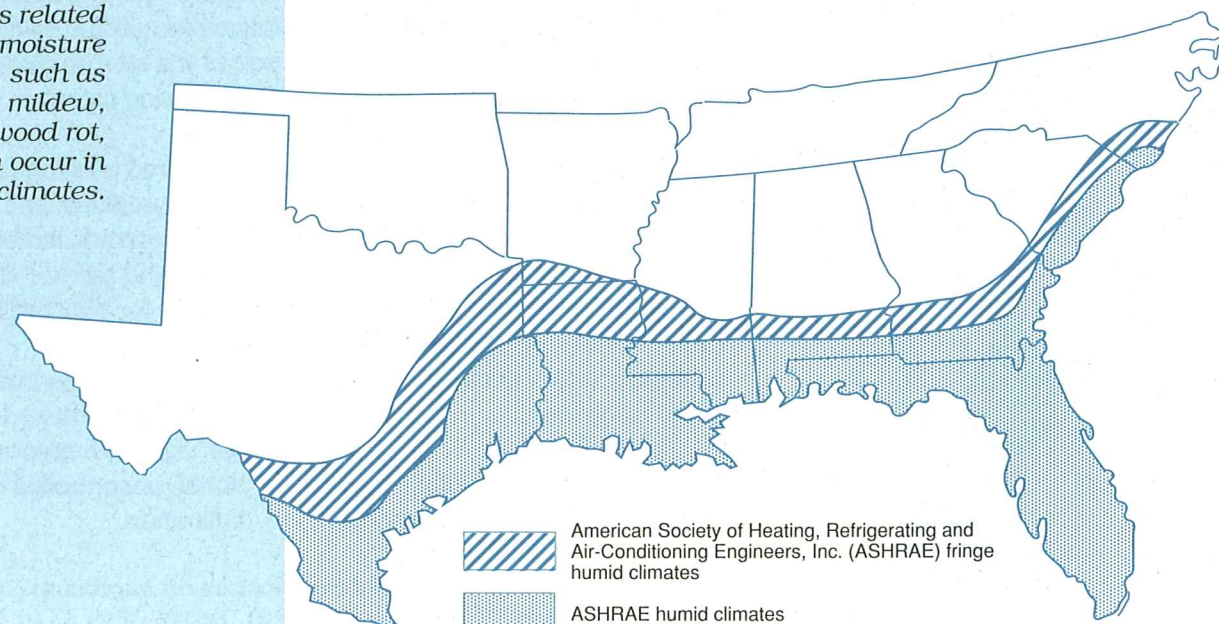 s related
moisture
such as
mildew,
wood rot,
occur in
climates.
American Society of Heating, Refrigerating and
Air-Conditioning Engineers, Inc. (ASHRAE) fringe
humid climates
ASHRAE humid climates